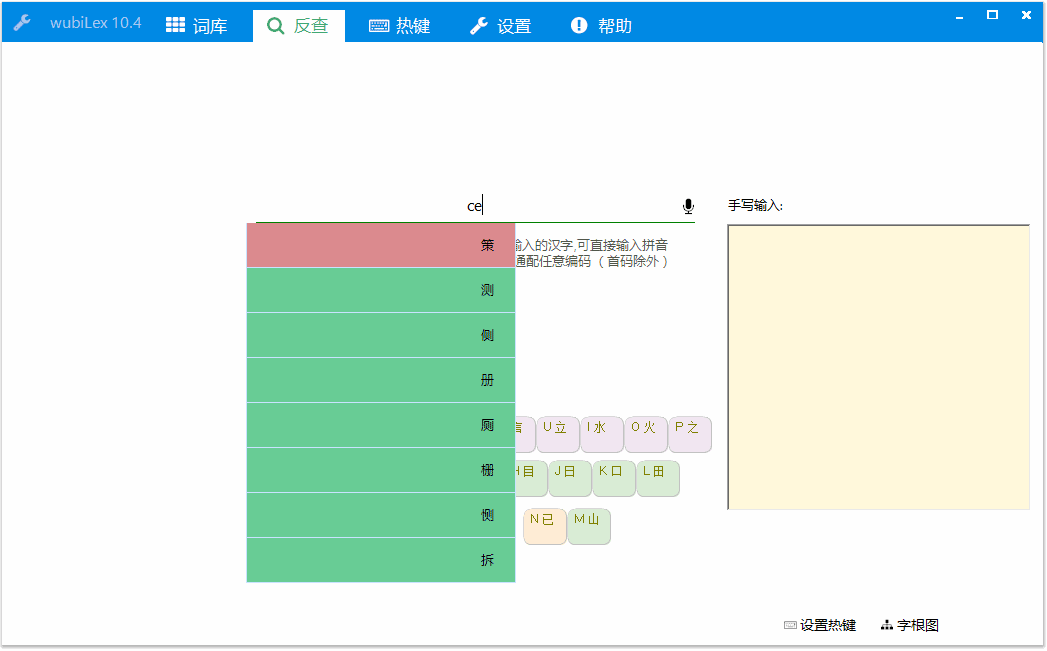 wubiLex 10.4 词库 反查 热键 设置 帮助
ce
手写输入:
策
输入的汉字,可直接输入拼音
通配任意编码（首码除外）
测
侧
册
厕
栅
恻
拆
言 U立 I水 O火 P之
H目 J日 K口 L田
N已 M山
设置热键 字根图